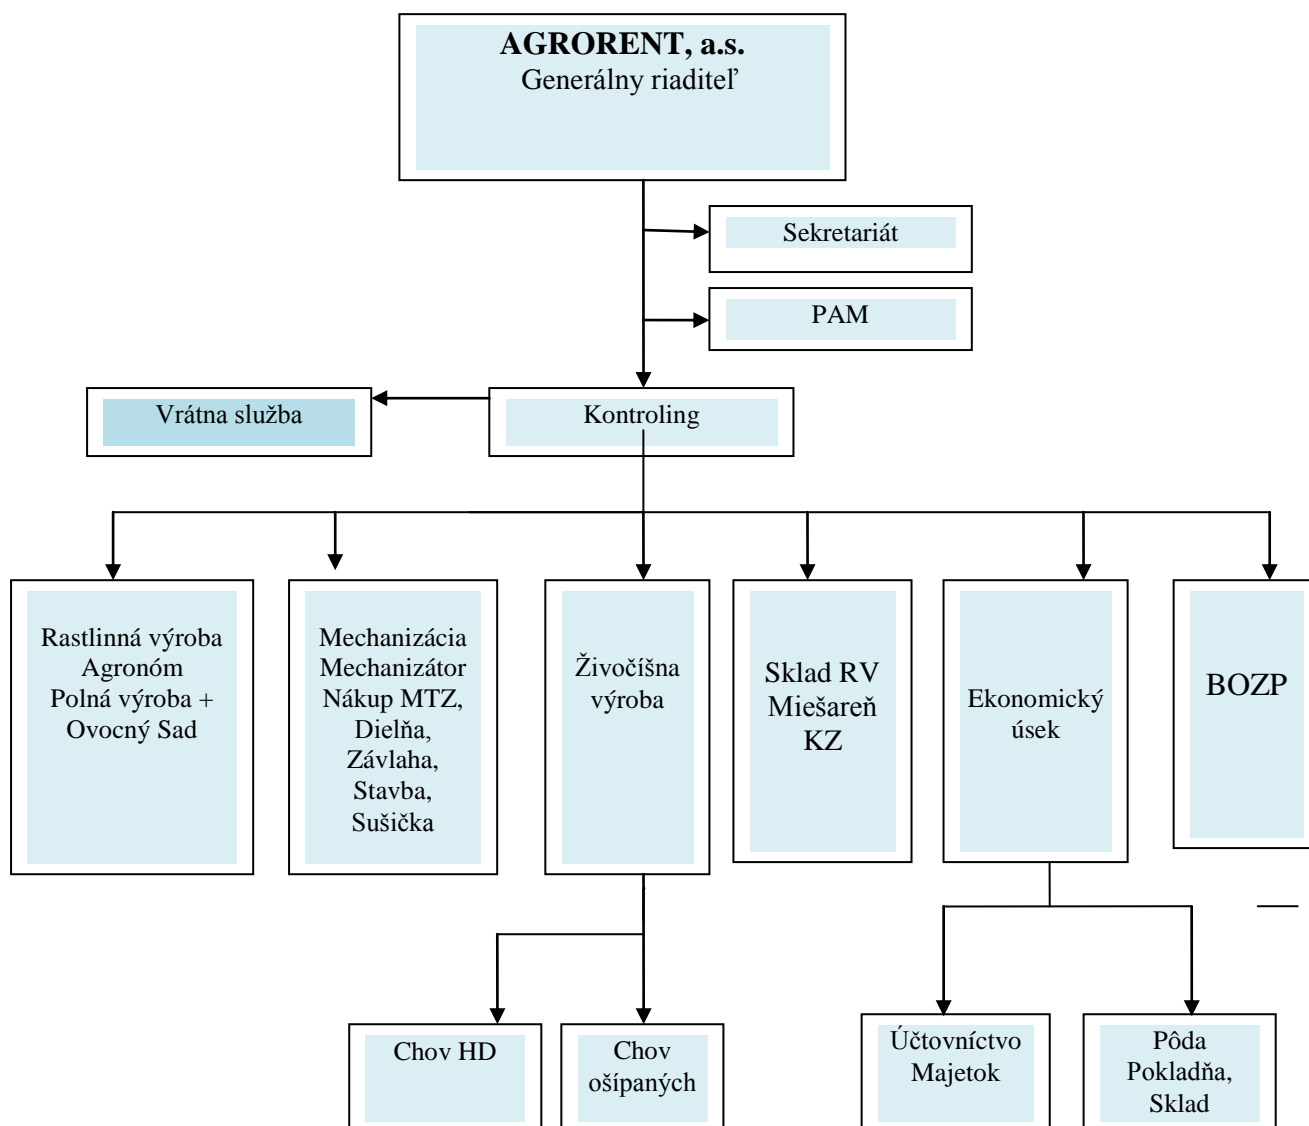 AGRORENT, a.s.
Generálny riaditeľ
Sekretariát
PAM
Vrátna služba
Kontroling
Rastlinná výroba
Agronóm
Polná výroba +
Ovocný Sad
Mechanizácia
Mechanizátor
Nákup MTZ,
Dielňa,
Závlaha,
Stavba,
Sušička
Živočíšna
výroba
Sklad RV
Miešareň
KZ
Ekonomický
úsek
BOZP
Chov HD
Chov
ošípaných
Účtovníctvo
Majetok
Pôda
Pokladňa,
Sklad